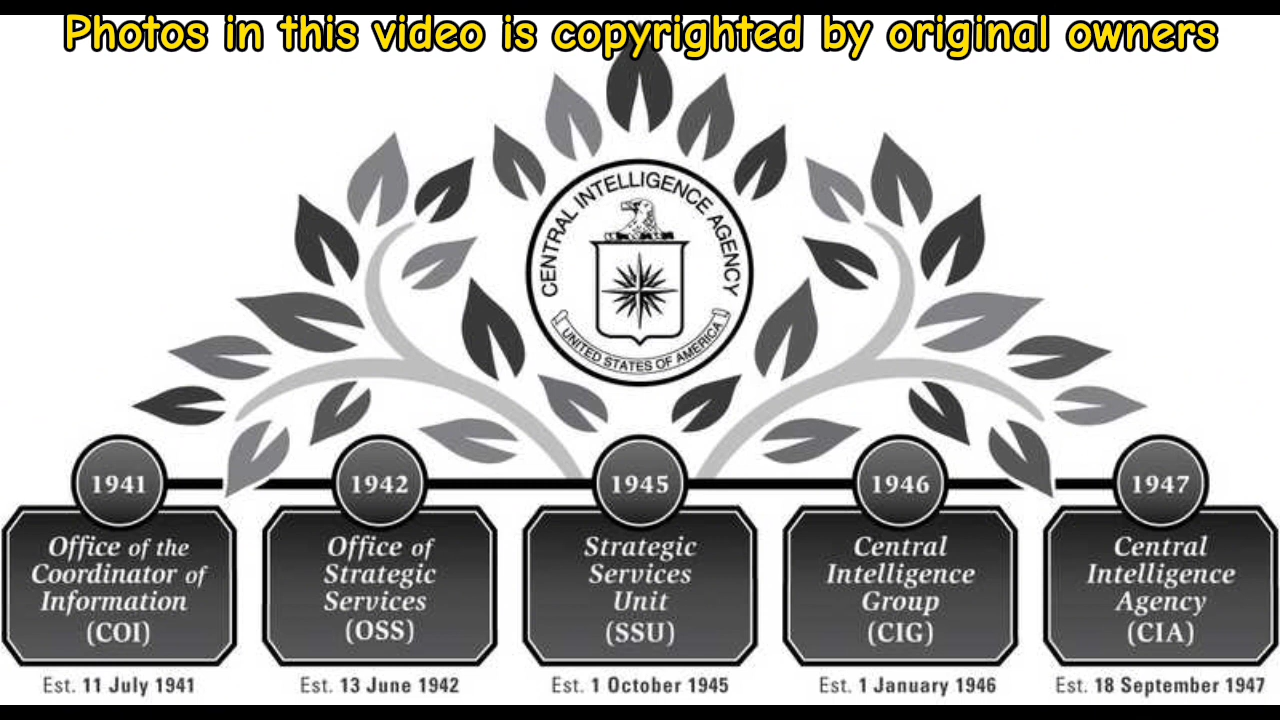 Photos in this video is copyrighted by original owners
CENTRAL INTELLIGENCE AGENCY
UNITED STATES OF AMERICA
1941
Office of the
Coordinator of
Information
(COI)
Est. 11 July 1941
1942
Office of
Strategic
Services
(OSS)
Est. 13 June 1942
1945
Strategic
Services
Unit
(SSU)
Est. 1 October 1945
1946
Central
Intelligence
Group
(CIG)
Est. 1 January 1946
1947
Central
Intelligence
Agency
(CIA)
Est. 18 September 1947